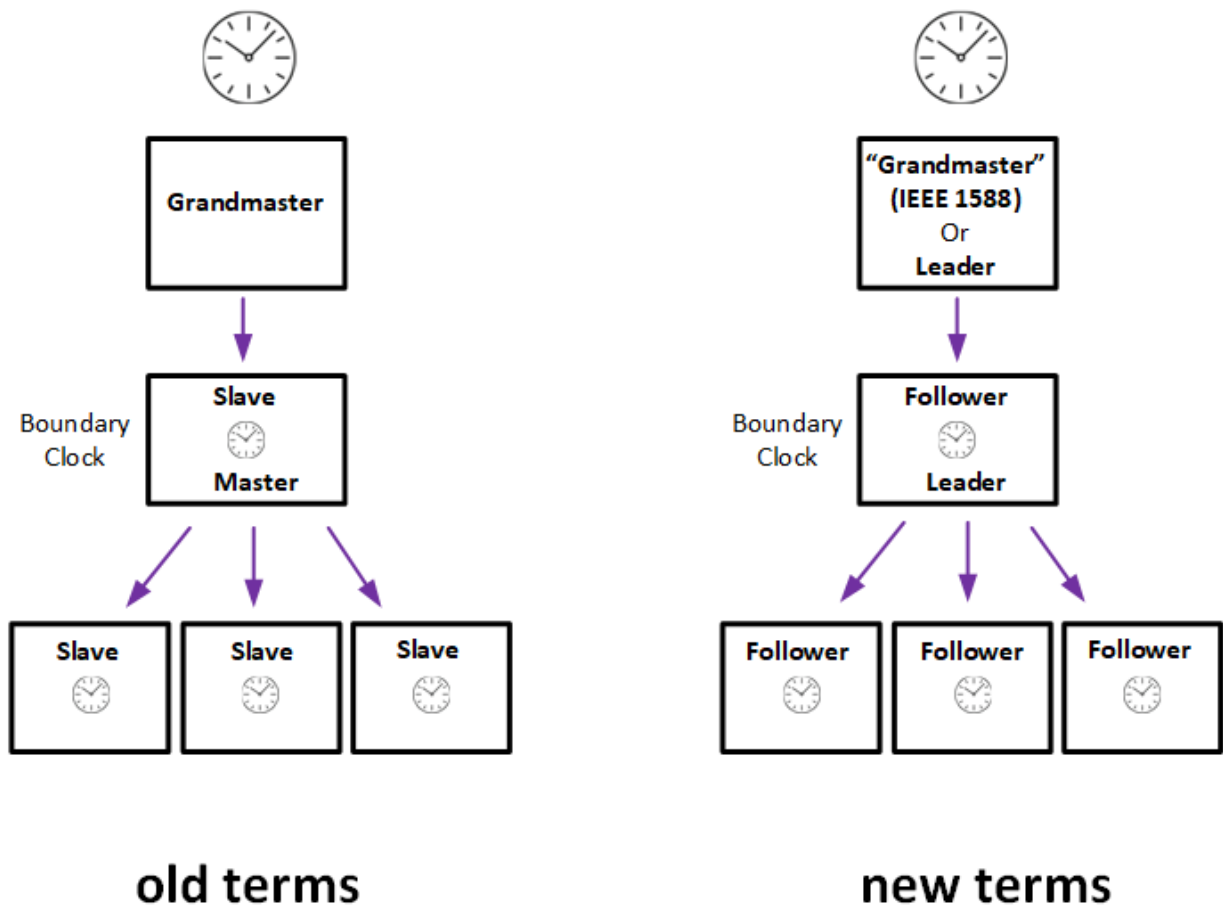 Grandmaster
Boundary
Clock
Slave
Master
Slave
Slave
Slave
old terms
“Grandmaster”
(IEEE 1588)
Or
Leader
Boundary
Clock
Follower
Leader
Follower
Follower
Follower
new terms